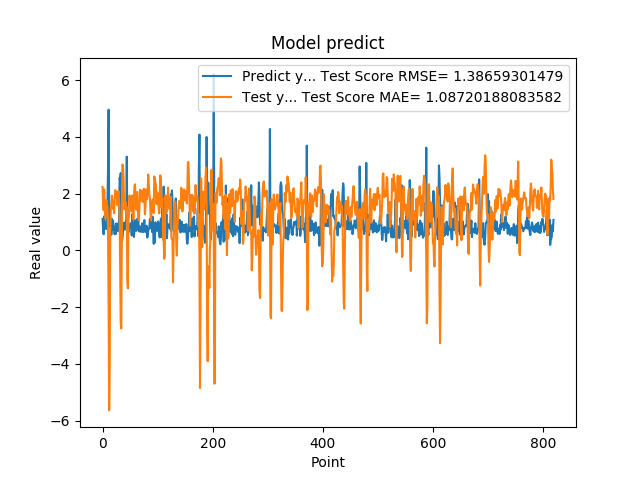 Model predict
Predict y... Test Score RMSE= 1.38659301479
Test y... Test Score MAE= 1.08720188083582
Real value
6
4
2
0
−2
−4
−6
0 200 400 600 800
Point